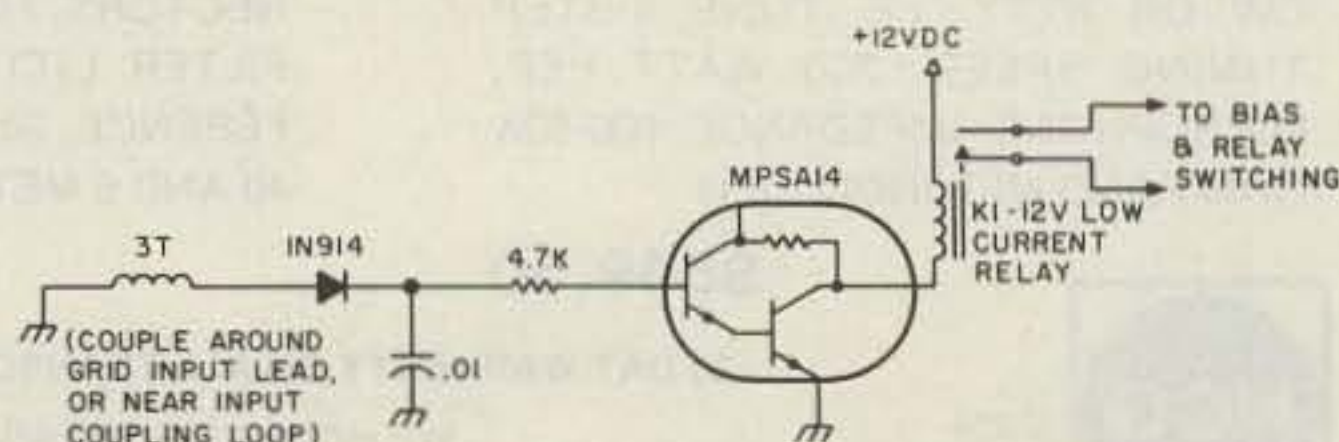 +12VDC
TO BIAS
& RELAY
SWITCHING
MPSA14
K1-12V LOW
CURRENT
RELAY
3T
1N914
4.7K
(COUPLE AROUND
GRID INPUT LEAD,
OR NEAR INPUT
COUPLING LOOP)
.01